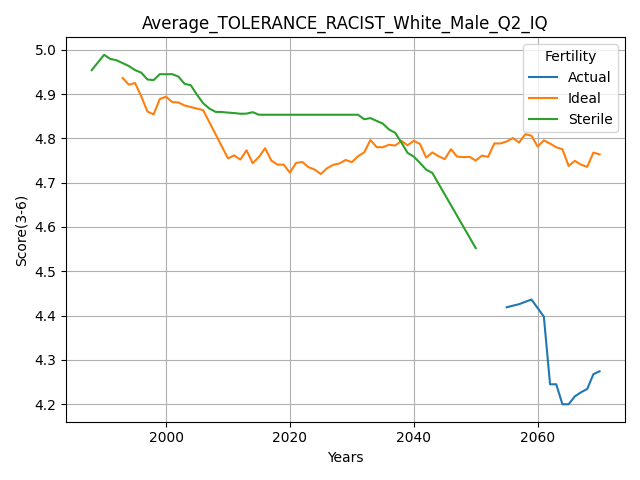 Average_TOLERANCE_RACIST_White_Male_Q2_IQ
Fertility
Actual
Ideal
Sterile
Score(3-6)
5.0
4.9
4.8
4.7
4.6
4.5
4.4
4.3
4.2
2000 2020 2040 2060
Years